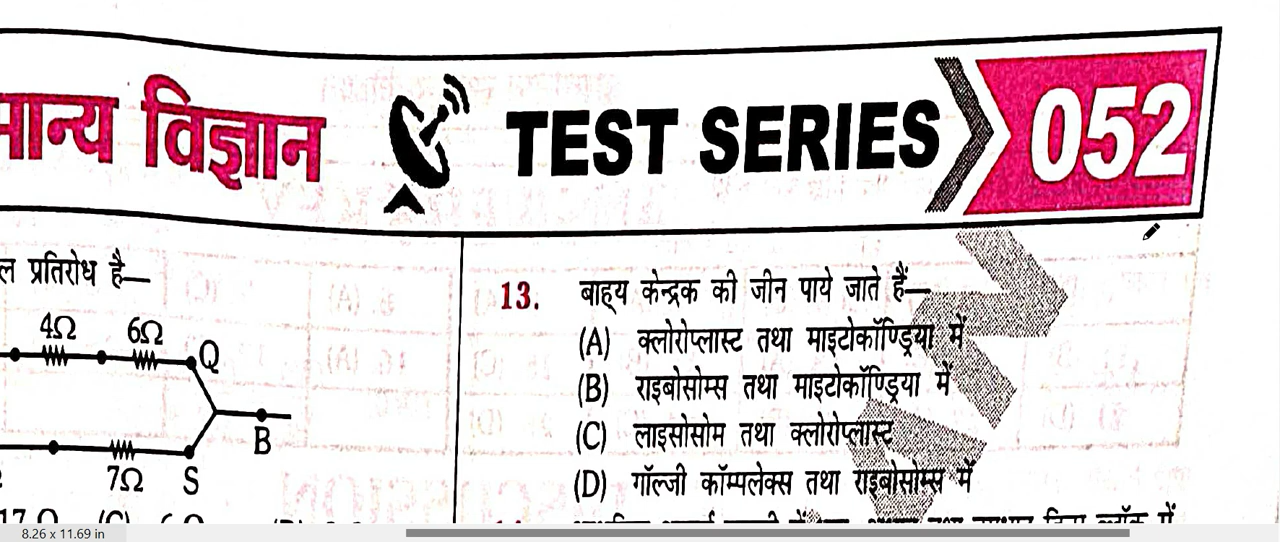 विज्ञान TEST SERIES 052
प्रतिरोध है—
4Ω 6Ω
Q
B
7Ω S
13. बाह्य केन्द्रक की जीन पाये जाते हैं—
(A) क्लोरोप्लास्ट तथा माइटोकॉण्ड्रिया में
(B) राइबोसोम्स तथा माइटोकॉण्ड्रिया में
(C) लाइसोसोम तथा क्लोरोप्लास्ट
(D) गॉल्जी कॉम्पलेक्स तथा राइबोसोम्स में
8.26 x 11.69 in